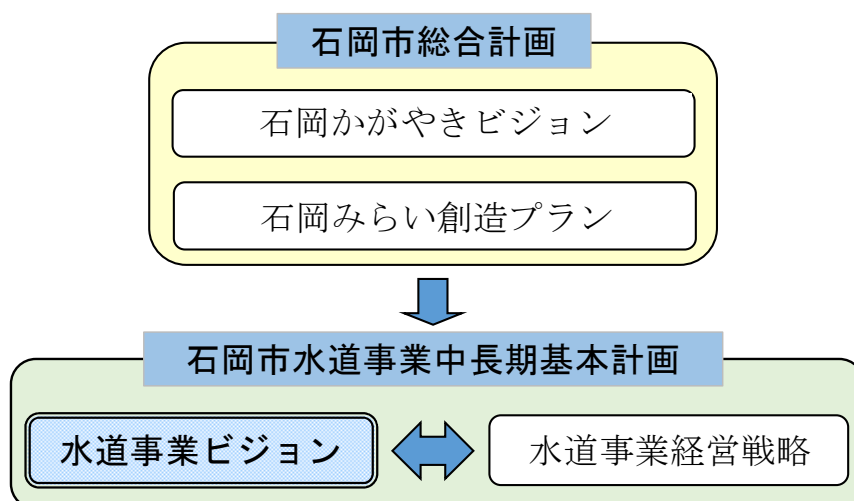 石岡市総合計画
石岡かがやきビジョン
石岡みらい創造プラン
石岡市水道事業中長期基本計画
水道事業ビジョン
水道事業経営戦略